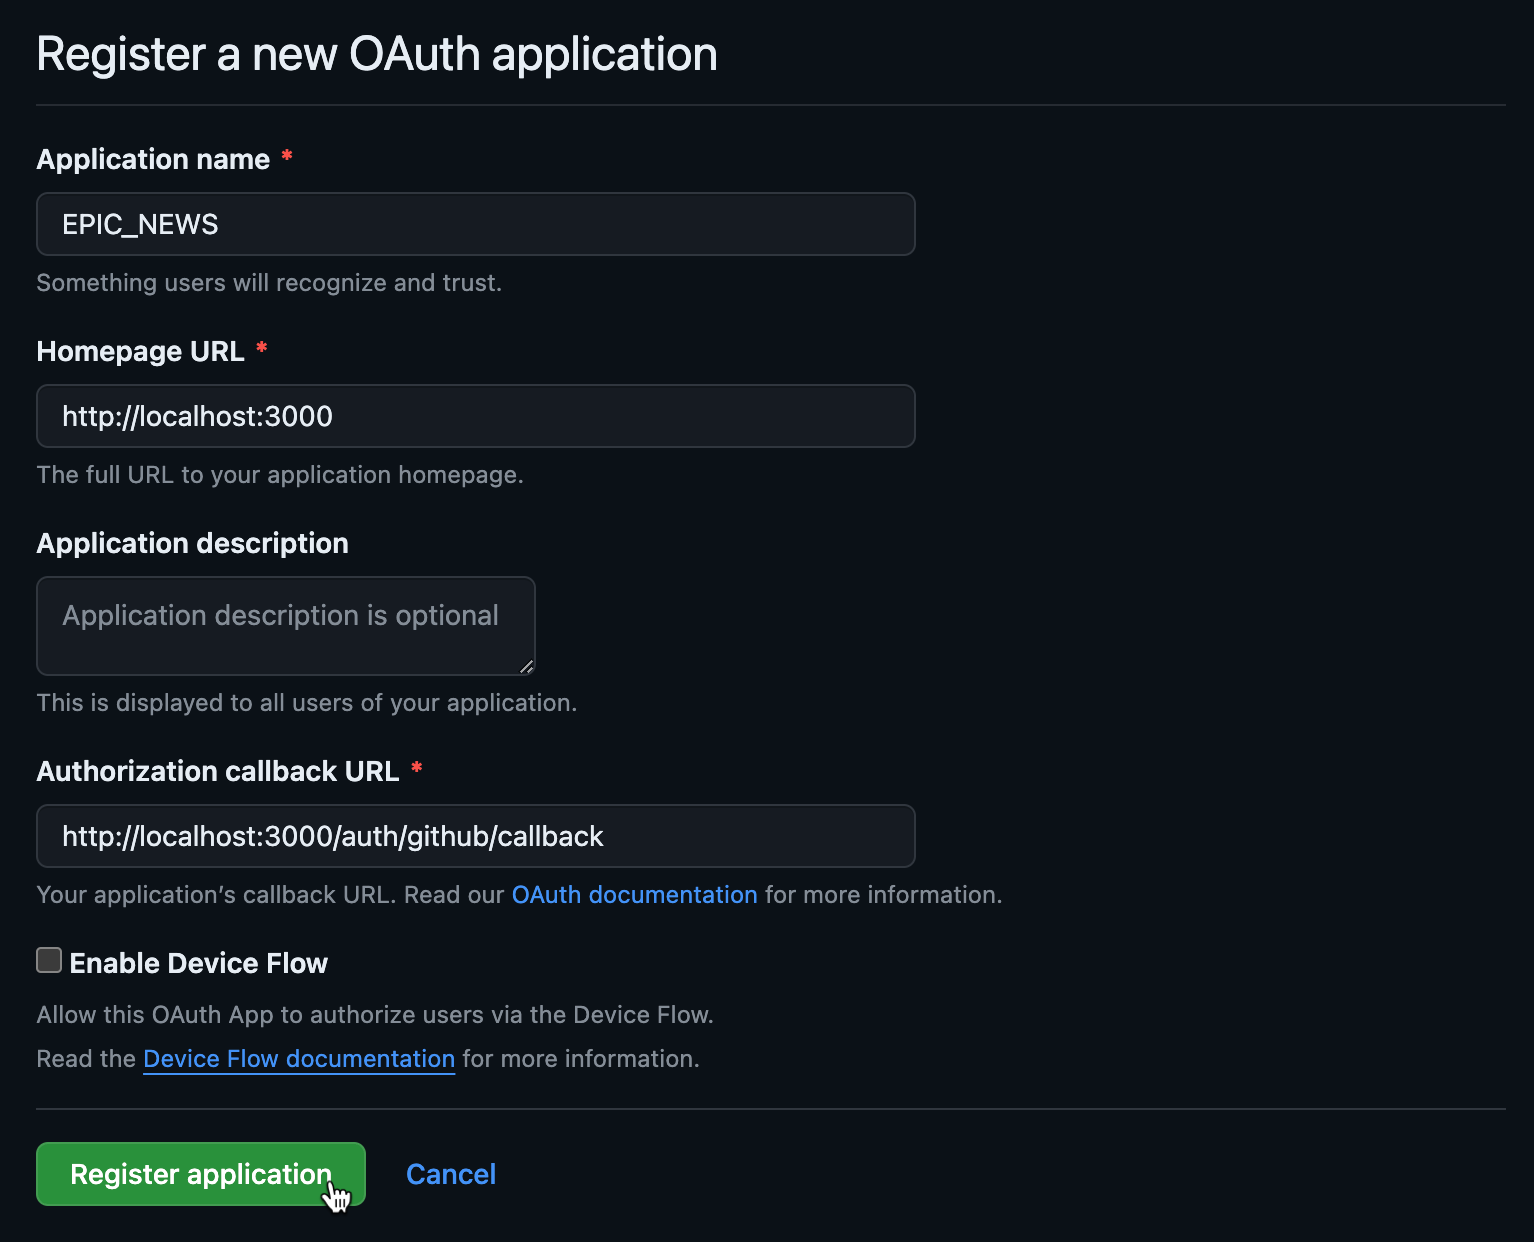 Register a new OAuth application
Application name *
EPIC_NEWS
Something users will recognize and trust.
Homepage URL *
http://localhost:3000
The full URL to your application homepage.
Application description
Application description is optional
This is displayed to all users of your application.
Authorization callback URL *
http://localhost:3000/auth/github/callback
Your application’s callback URL. Read our OAuth documentation for more information.
Enable Device Flow
Allow this OAuth App to authorize users via the Device Flow.
Read the Device Flow documentation for more information.
Register application Cancel